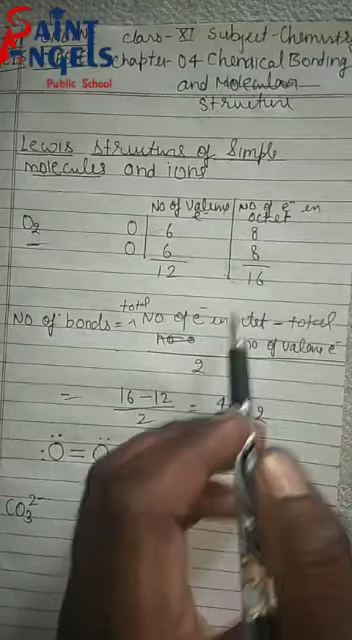 SAINT
ANGELS
Public School
class-XI Subject-Chemistry
chapter 04 Chemical Bonding
and Molecular
structure
Lewis structure of Simple
molecules and ions
No of valence e⁻ No of e⁻ in octet
O₂ O 6 8
O 6 8
12 16
total
NO of bonds = NO of e⁻ in octet - total
no of valence e⁻
2
= 16-12 = 4
2
:Ö=Ö
CO₃²⁻